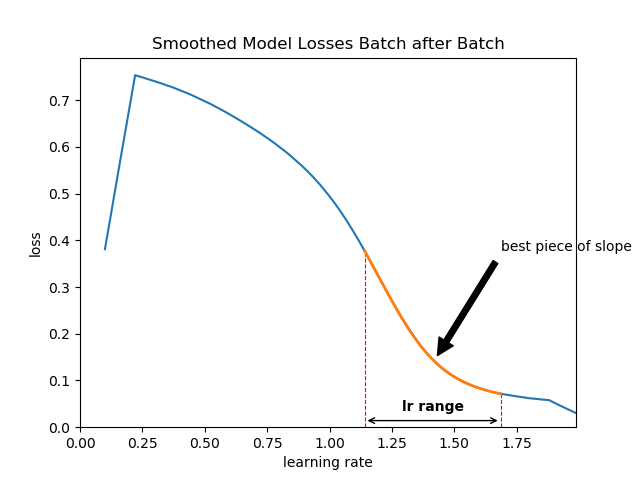 Smoothed Model Losses Batch after Batch
0.7
0.6
0.5
0.4
0.3
0.2
0.1
0.0
loss
best piece of slope
lr range
0.00 0.25 0.50 0.75 1.00 1.25 1.50 1.75
learning rate